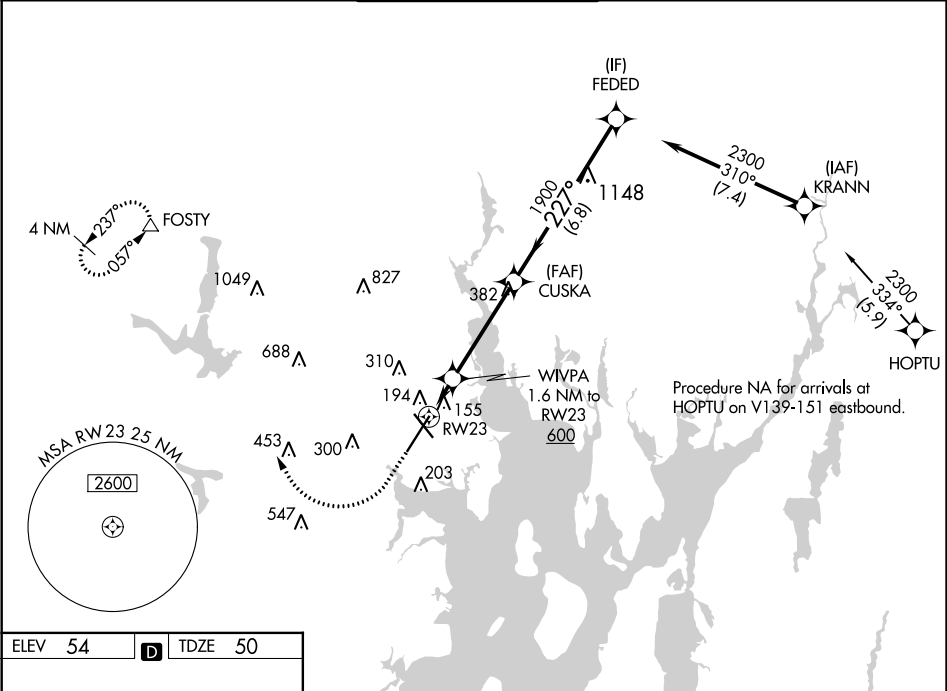 (IF)
FEDED
2300
310°
(7.4)
(IAF)
KRANN
1900
227°
(6.8)
1148
4 NM
237°
057°
FOSTY
1049
827
382
(FAF)
CUSKA
2300
334°
(5.9)
HOPTU
688
310
194
155
RW23
WIVPA
1.6 NM to
RW23
600
Procedure NA for arrivals at
HOPTU on V139-151 eastbound.
453
300
203
547
MSA RW 23 25 NM
2600
ELEV 54
D
TDZE 50